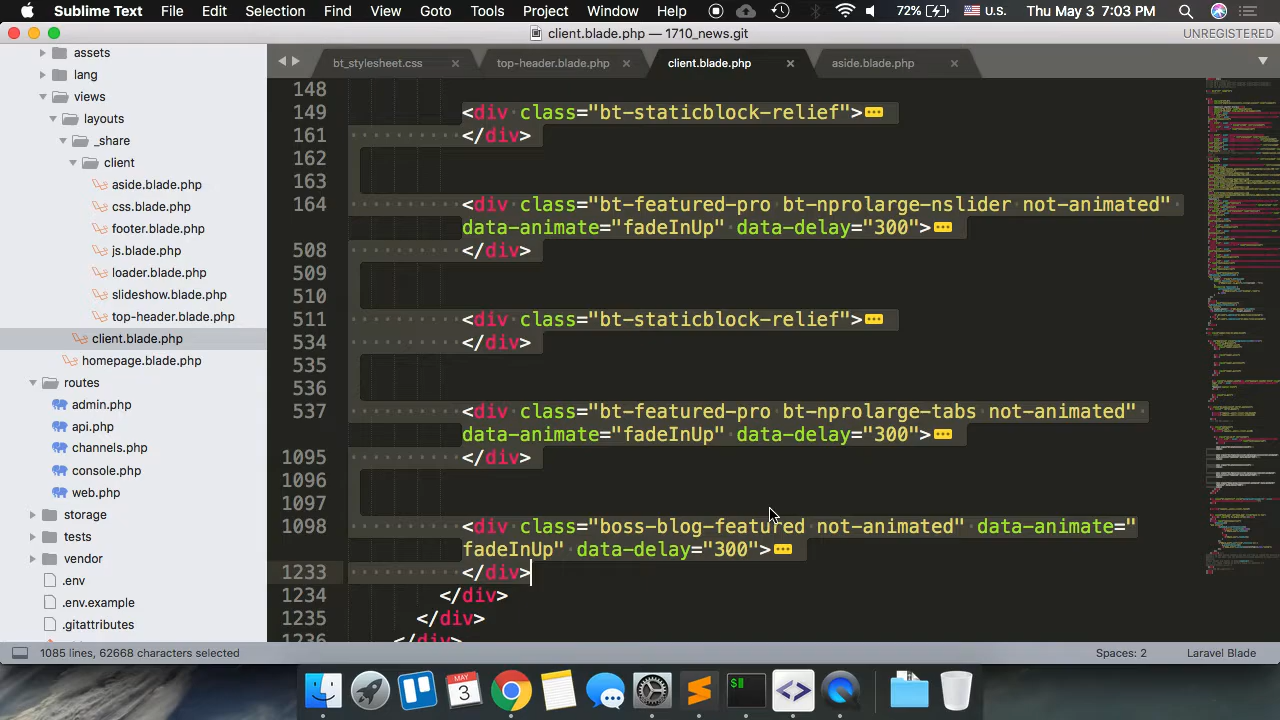 Sublime Text File Edit Selection Find View Goto Tools Project Window Help 72% U.S. Thu May 3 7:03 PM
client.blade.php — 1710_news.git UNREGISTERED
assets
lang
views
layouts
_share
client
aside.blade.php
css.blade.php
footer.blade.php
js.blade.php
loader.blade.php
slideshow.blade.php
top-header.blade.php
client.blade.php
homepage.blade.php
routes
admin.php
api.php
channels.php
console.php
web.php
storage
tests
vendor
.env
.env.example
.gitattributes
bt_stylesheet.css top-header.blade.php client.blade.php aside.blade.php
148
149 <div class="bt-staticblock-relief">
161 </div>
162
163
164 <div class="bt-featured-pro bt-nprolarge-nslider not-animated"
data-animate="fadeInUp" data-delay="300">
508 </div>
509
510
511 <div class="bt-staticblock-relief">
534 </div>
535
536
537 <div class="bt-featured-pro bt-nprolarge-tabs not-animated"
data-animate="fadeInUp" data-delay="300">
1095 </div>
1096
1097
1098 <div class="boss-blog-featured not-animated" data-animate="
fadeInUp" data-delay="300">
1233 </div>
1234 </div>
1235 </div>
1236 </div>
1085 lines, 62668 characters selected Spaces: 2 Laravel Blade
MAY
3